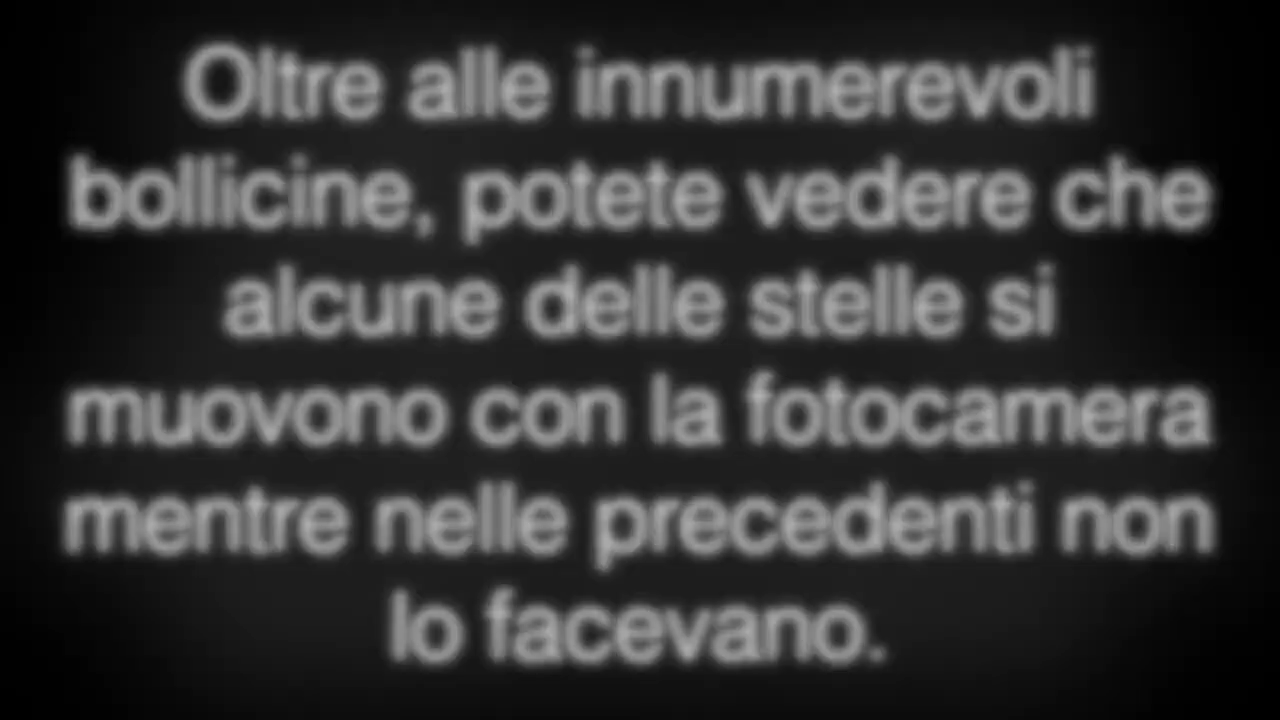 Oltre alle innumerevoli
bollicine, potete vedere che
alcune delle stelle si
muovono con la fotocamera
mentre nelle precedenti non
lo facevano.